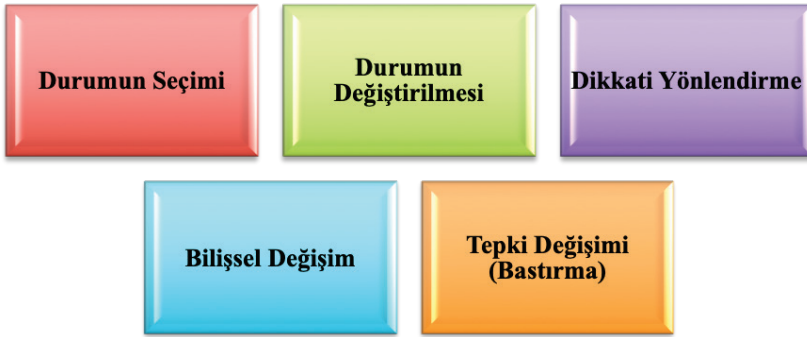 Durumun Seçimi
Durumun
Değiştirilmesi
Dikkati Yönlendirme
Bilişsel Değişim
Tepki Değişimi
(Bastırma)